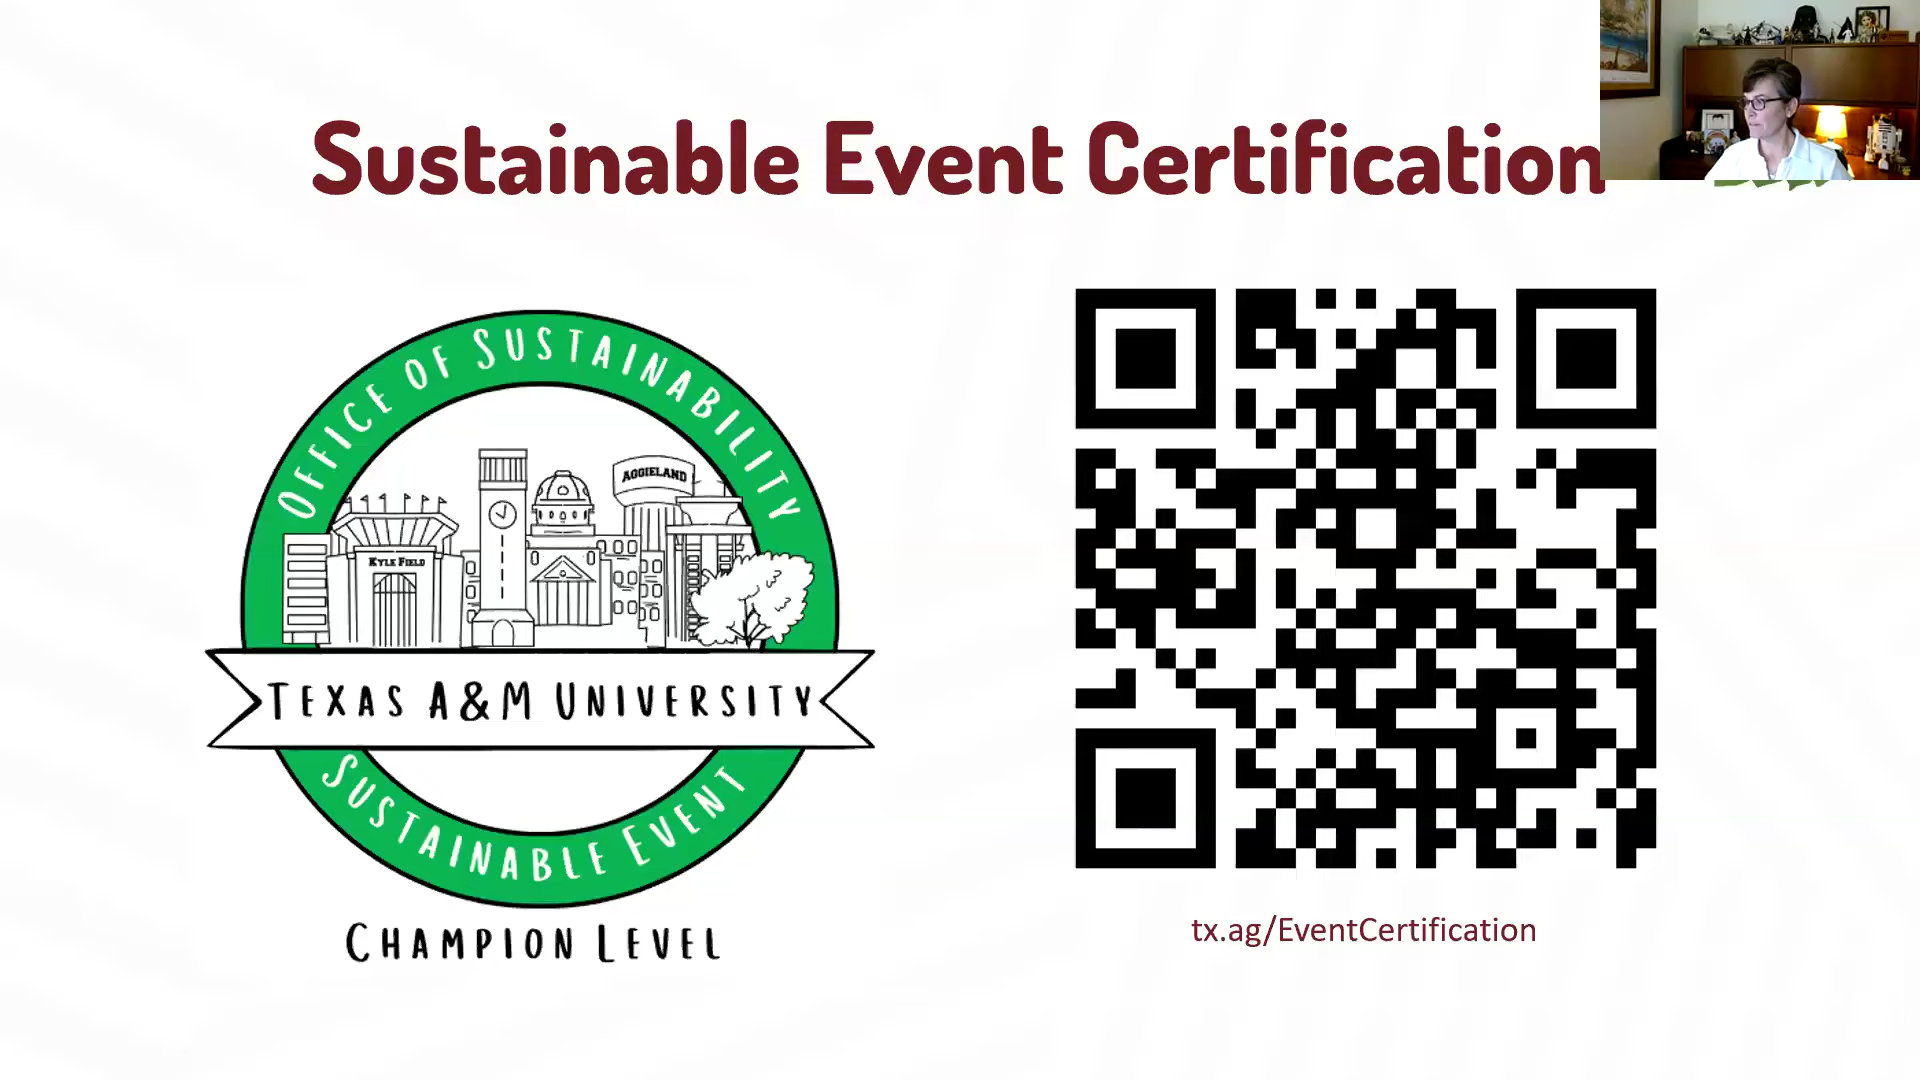 Sustainable Event Certification
OFFICE OF SUSTAINABILITY
AGGIELAND
KYLE FIELD
TEXAS A&M UNIVERSITY
SUSTAINABLE EVENT
CHAMPION LEVEL
tx.ag/EventCertification